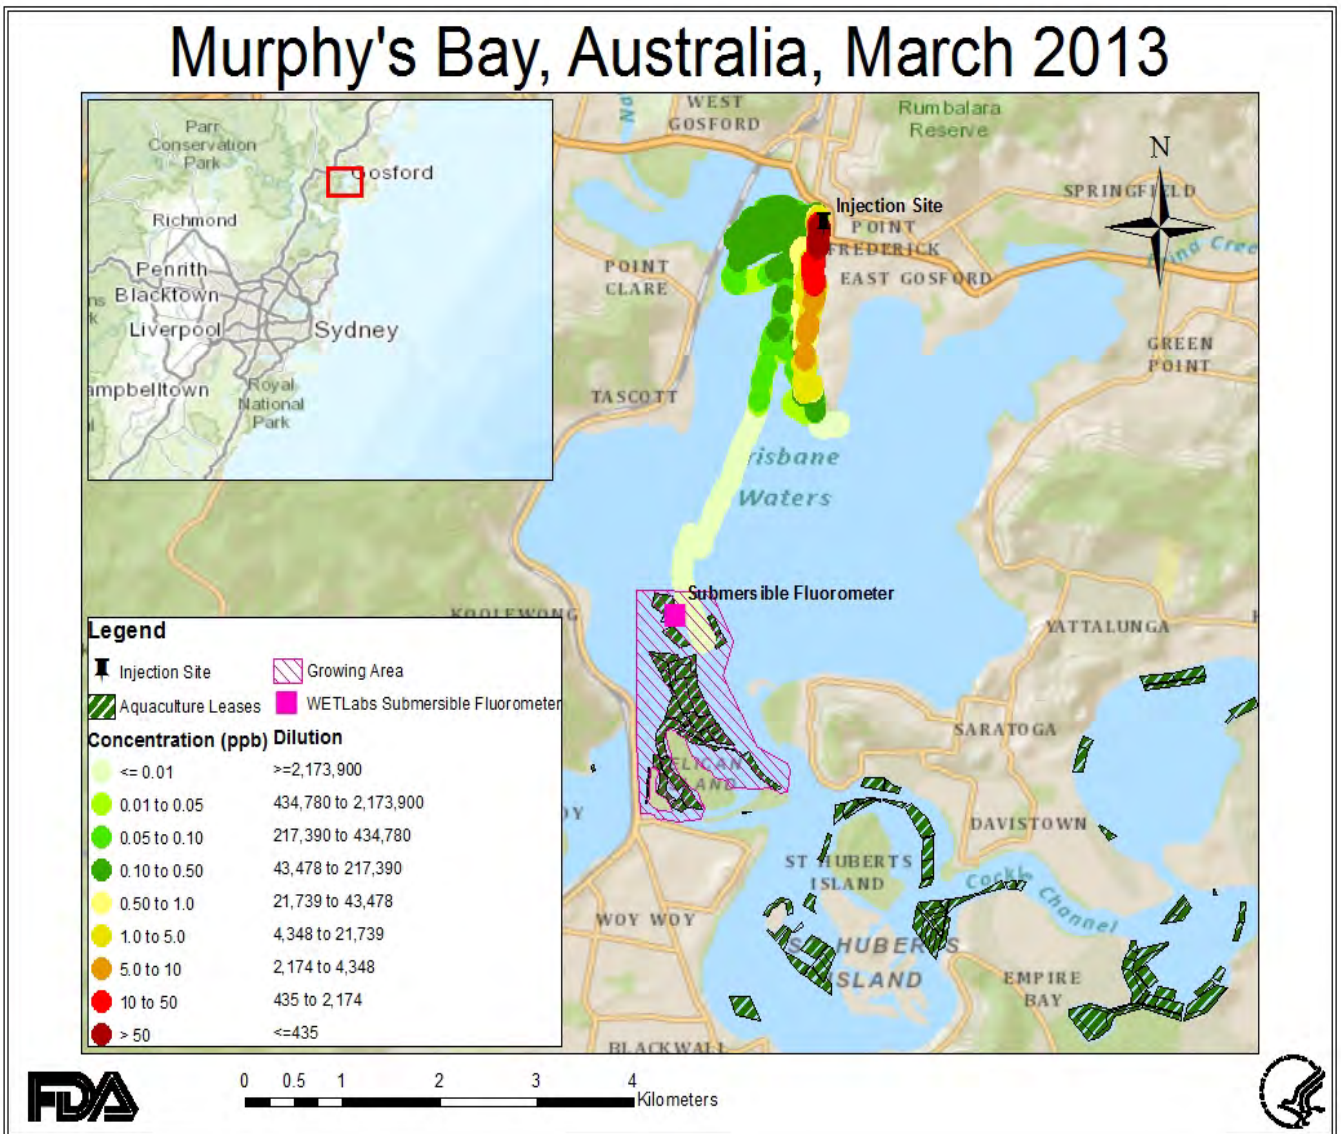 Murphy's Bay, Australia, March 2013
Parr
Conservation
Park
Gosford
Richmond
Penrith
Blacktown
Liverpool
Sydney
ampbelltown
Royal
National
Park
WEST
GOSFORD
Rumbalara
Reserve
N
SPRINGFIELD
Injection Site
POINT
FREDERICK
POINT
CLARE
EAST GOSFORD
GREEN
POINT
TASCOTT
risbane
Waters
Submersible Fluorometer
KOOLEWONG
YATTALUNGA
SARATOGA
ELICAN
AND
DAVISTOWN
ST HUBERTS
ISLAND
Cockle Channel
WOY WOY
ST HUBERTS
ISLAND
EMPIRE
BAY
BLACKWALL
Legend
Injection Site
Growing Area
Aquaculture Leases
WETLabs Submersible Fluorometer
Concentration (ppb) Dilution
<= 0.01 >=2,173,900
0.01 to 0.05 434,780 to 2,173,900
0.05 to 0.10 217,390 to 434,780
0.10 to 0.50 43,478 to 217,390
0.50 to 1.0 21,739 to 43,478
1.0 to 5.0 4,348 to 21,739
5.0 to 10 2,174 to 4,348
10 to 50 435 to 2,174
> 50 <=435
FDA
0 0.5 1 2 3 4
Kilometers